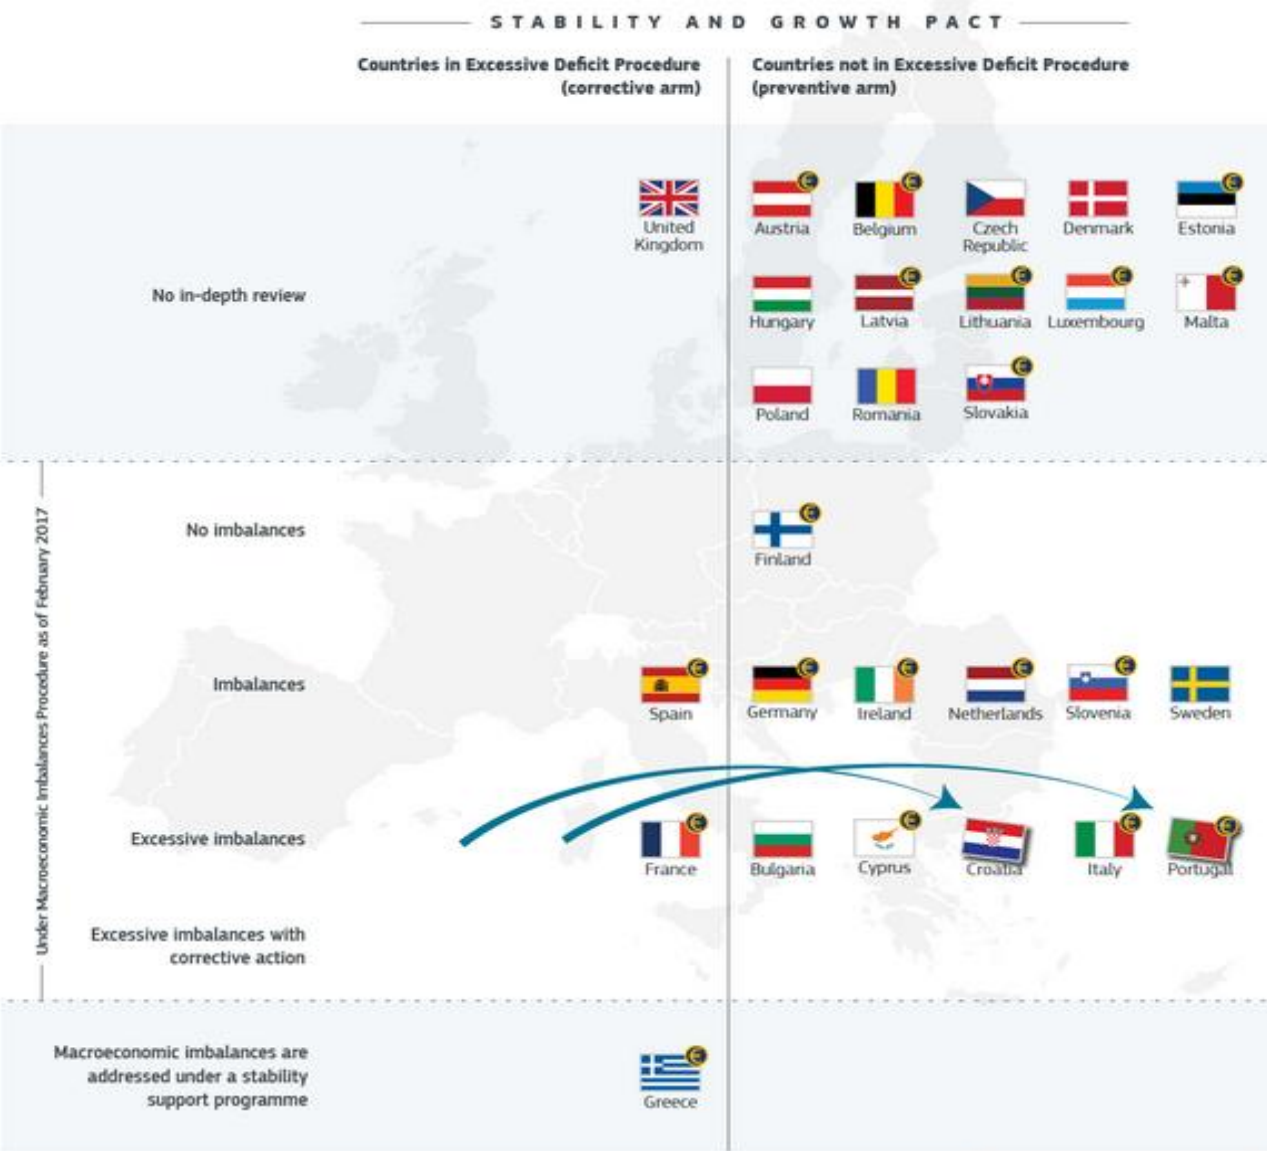 STABILITY AND GROWTH PACT
Countries in Excessive Deficit Procedure
(corrective arm)
Countries not in Excessive Deficit Procedure
(preventive arm)
No in-depth review
United
Kingdom
Austria
Belgium
Czech
Republic
Denmark
Estonia
Hungary
Latvia
Lithuania
Luxembourg
Malta
Poland
Romania
Slovakia
Under Macroeconomic Imbalances Procedure as of February 2017
No imbalances
Finland
Imbalances
Spain
Germany
Ireland
Netherlands
Slovenia
Sweden
Excessive imbalances
France
Bulgaria
Cyprus
Croatia
Italy
Portugal
Excessive imbalances with
corrective action
Macroeconomic imbalances are
addressed under a stability
support programme
Greece